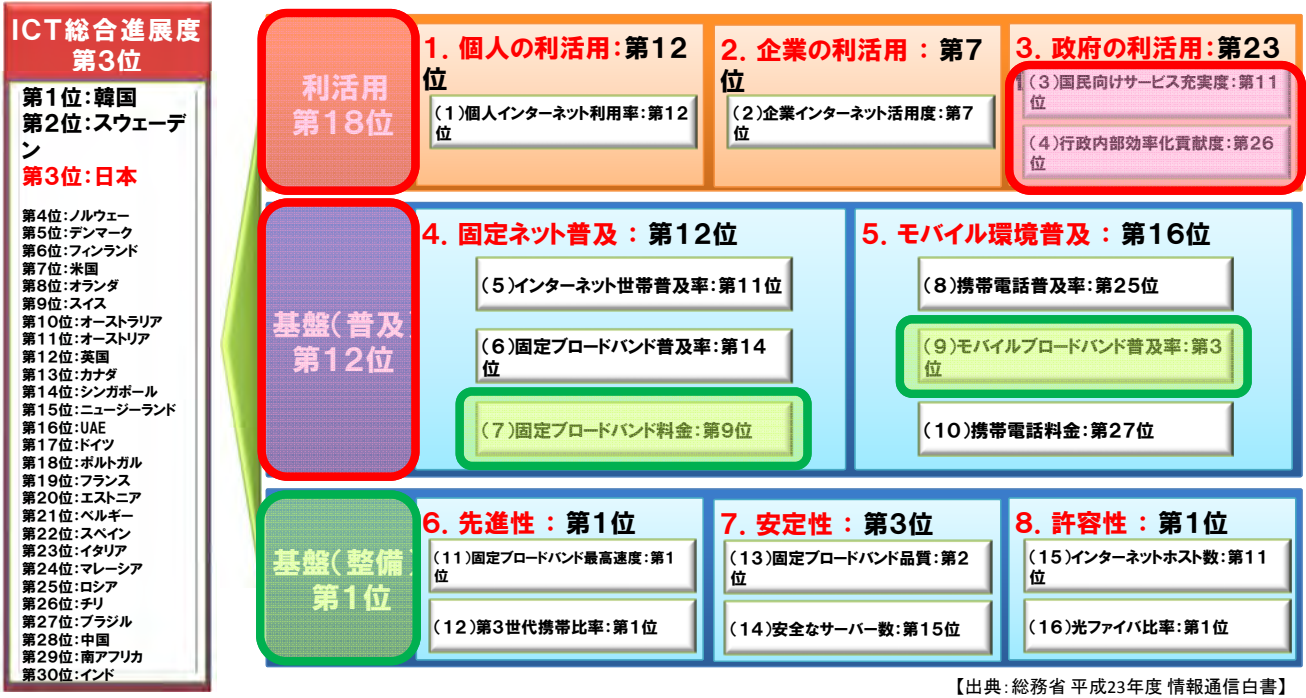 ICT総合進展度
第3位
第1位:韓国
第2位:スウェーデ
ン
第3位:日本
第4位:ノルウェー
第5位:デンマーク
第6位:フィンランド
第7位:米国
第8位:オランダ
第9位:スイス
第10位:オーストラリア
第11位:オーストリア
第12位:英国
第13位:カナダ
第14位:シンガポール
第15位:ニュージーランド
第16位:UAE
第17位:ドイツ
第18位:ポルトガル
第19位:フランス
第20位:エストニア
第21位:ベルギー
第22位:スペイン
第23位:イタリア
第24位:マレーシア
第25位:ロシア
第26位:チリ
第27位:ブラジル
第28位:中国
第29位:南アフリカ
第30位:インド
利活用
第18位
1.個人の利活用:第12
位
(1)個人インターネット利用率:第12
位
2.企業の利活用 : 第7
位
(2)企業インターネット活用度:第7
位
3.政府の利活用:第23
(3)国民向けサービス充実度:第11
位
(4)行政内部効率化貢献度:第26
位
基盤(普及)
第12位
4.固定ネット普及 : 第12位
(5)インターネット世帯普及率:第11位
(6)固定ブロードバンド普及率:第14
位
(7)固定ブロードバンド料金:第9位
5.モバイル環境普及 : 第16位
(8)携帯電話普及率:第25位
(9)モバイルブロードバンド普及率:第3
位
(10)携帯電話料金:第27位
基盤(整備)
第1位
6.先進性 : 第1位
(11)固定ブロードバンド最高速度:第1
位
(12)第3世代携帯比率:第1位
7.安定性 : 第3位
(13)固定ブロードバンド品質:第2
位
(14)安全なサーバー数:第15位
8.許容性 : 第1位
(15)インターネットホスト数:第11
位
(16)光ファイバ比率:第1位
【出典:総務省 平成23年度 情報通信白書】